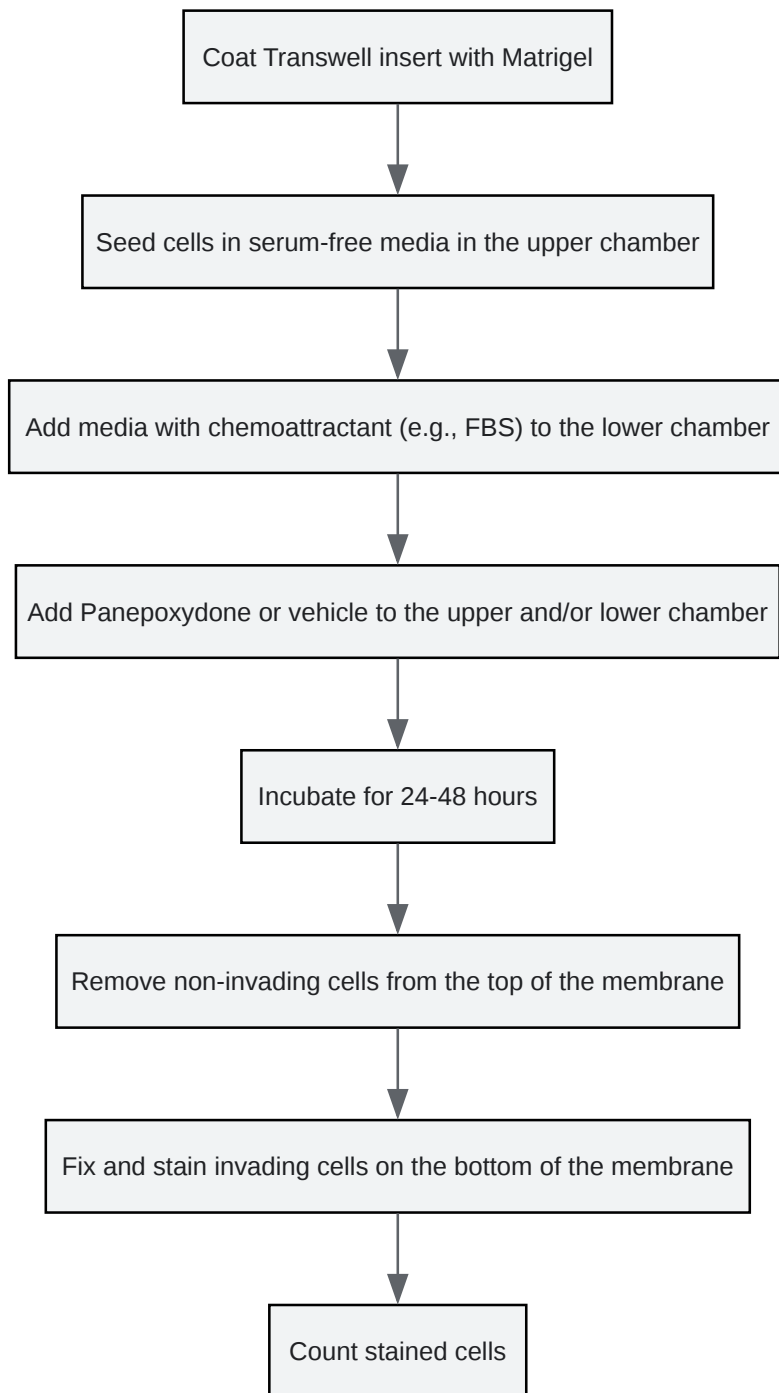 Coat Transwell insert with Matrigel
Seed cells in serum-free media in the upper chamber
Add media with chemoattractant (e.g., FBS) to the lower chamber
Add Panepoxydone or vehicle to the upper and/or lower chamber
Incubate for 24-48 hours
Remove non-invading cells from the top of the membrane
Fix and stain invading cells on the bottom of the membrane
Count stained cells